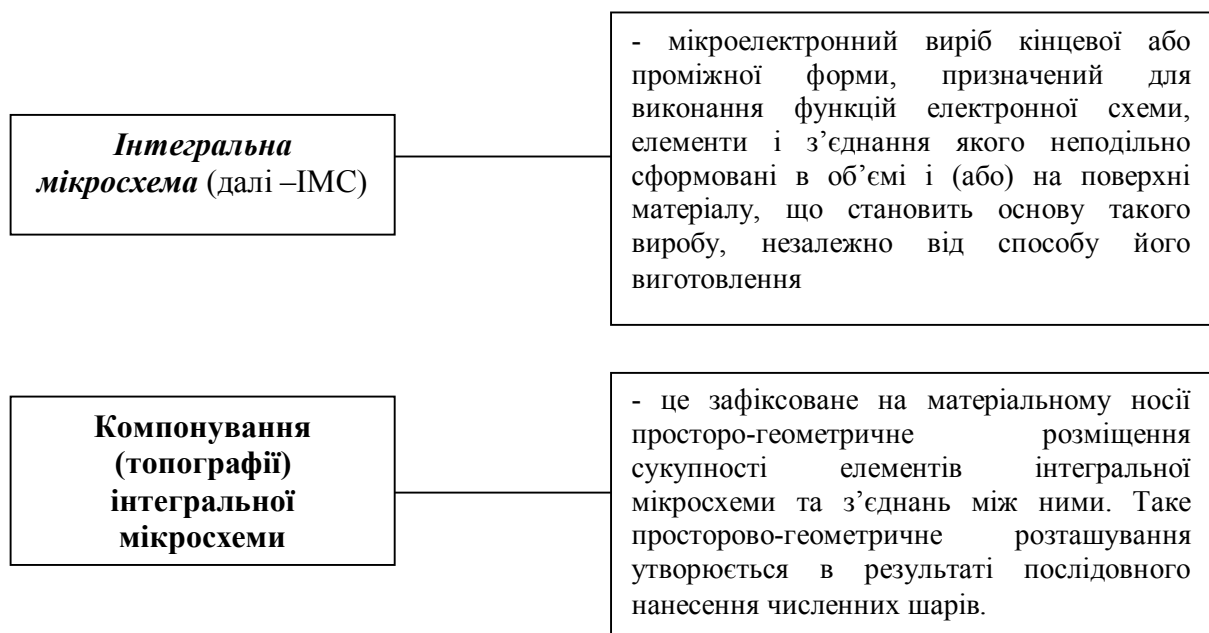 Інтегральна
мікросхема (далі –ІМС)
- мікроелектронний виріб кінцевої або
проміжної форми, призначений для
виконання функцій електронної схеми,
елементи і з’єднання якого неподільно
сформовані в об’ємі і (або) на поверхні
матеріалу, що становить основу такого
виробу, незалежно від способу його
виготовлення
Компонування
(топографії)
інтегральної
мікросхеми
- це зафіксоване на матеріальному носії
просторо-геометричне розміщення
сукупності елементів інтегральної
мікросхеми та з’єднань між ними. Таке
просторово-геометричне розташування
утворюється в результаті послідовного
нанесення численних шарів.